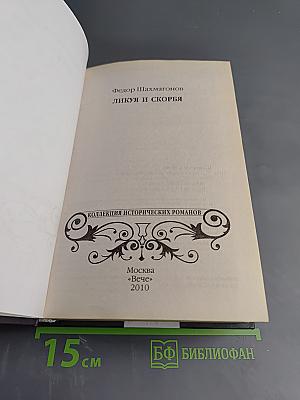 Федор Шахмагонов
ЛИКУЯ И СКОРБЯ
КОЛЛЕКЦИЯ ИСТОРИЧЕСКИХ РОМАНОВ
Москва
«Вече»
2010
15 см
БФ БИБЛИОФАН